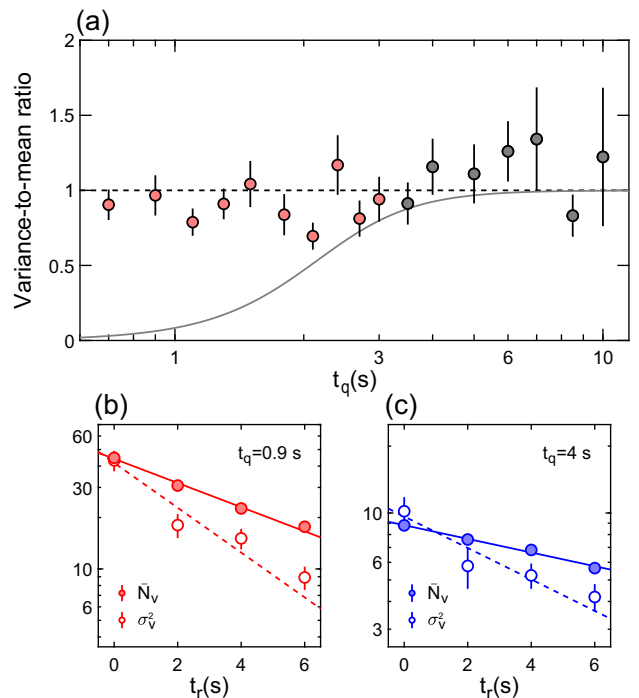 (a)
2
1.5
1
0.5
0
Variance-to-mean ratio
1 3 6 10
t_q(s)
(b)
60
30
10
6
t_q=0.9 s
N̄_v
σ_v^2
0 2 4 6
t_r(s)
(c)
10
8
6
3
t_q=4 s
N̄_v
σ_v^2
0 2 4 6
t_r(s)